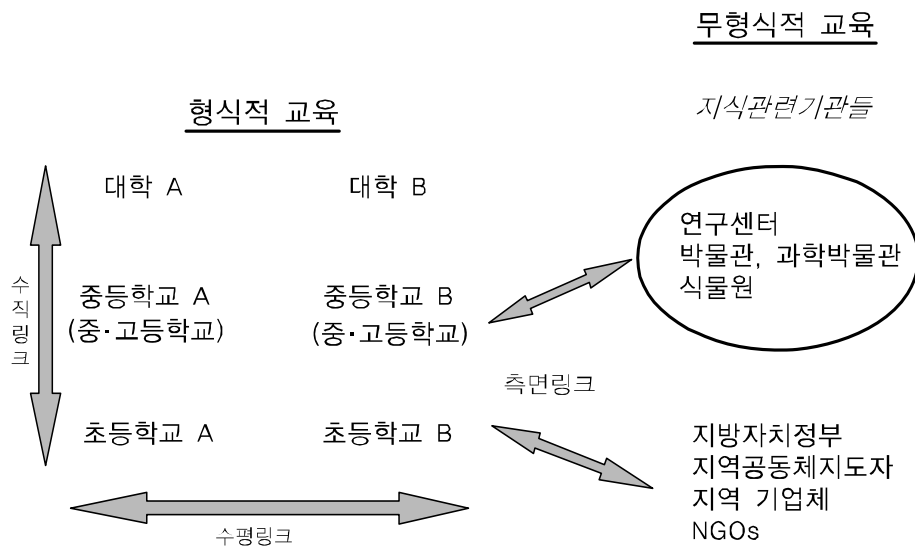 무형식적 교육
지식관련기관들
형식적 교육
대학 A
대학 B
연구센터
박물관, 과학박물관
식물원
수직링크
중등학교 A
(중·고등학교)
중등학교 B
(중·고등학교)
측면링크
초등학교 A
초등학교 B
지방자치정부
지역공동체지도자
지역 기업체
NGOs
수평링크